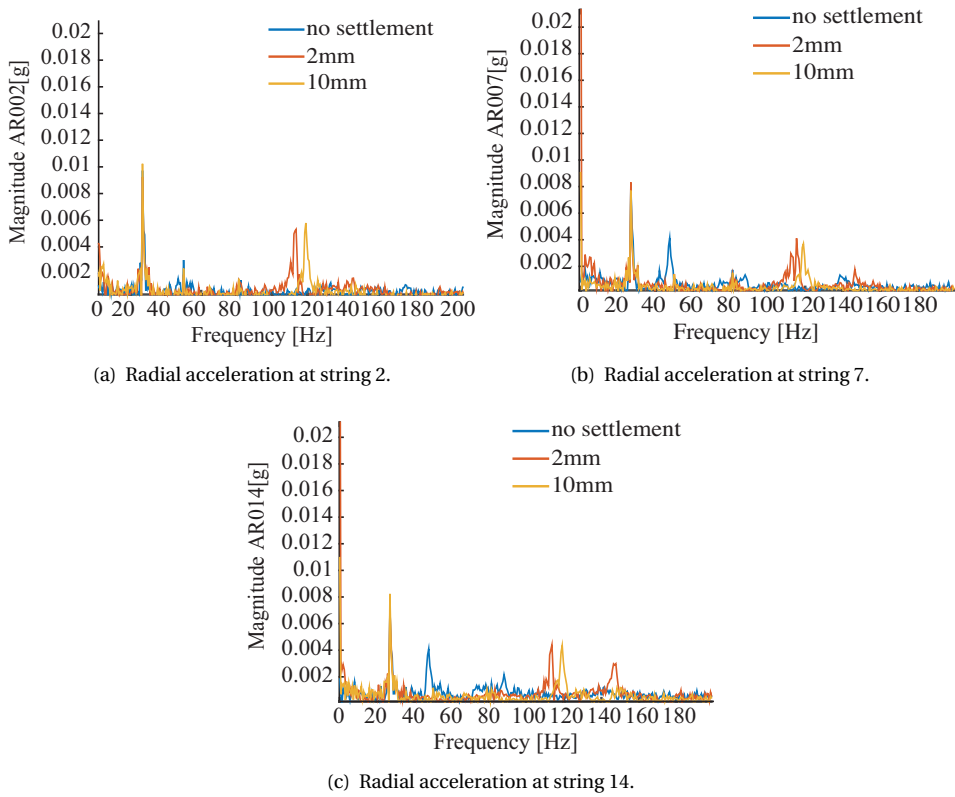 0.02
0.018
0.016
0.014
0.012
0.01
0.008
0.006
0.004
0.002
Magnitude AR002[g]
no settlement
2mm
10mm
0 20 40 60 80 100 120 140 160 180 200
Frequency [Hz]
(a) Radial acceleration at string 2.
0.02
0.018
0.016
0.014
0.012
0.01
0.008
0.006
0.004
0.002
Magnitude AR007[g]
no settlement
2mm
10mm
0 20 40 60 80 100 120 140 160 180
Frequency [Hz]
(b) Radial acceleration at string 7.
0.02
0.018
0.016
0.014
0.012
0.01
0.008
0.006
0.004
0.002
Magnitude AR014[g]
no settlement
2mm
10mm
0 20 40 60 80 100 120 140 160 180
Frequency [Hz]
(c) Radial acceleration at string 14.